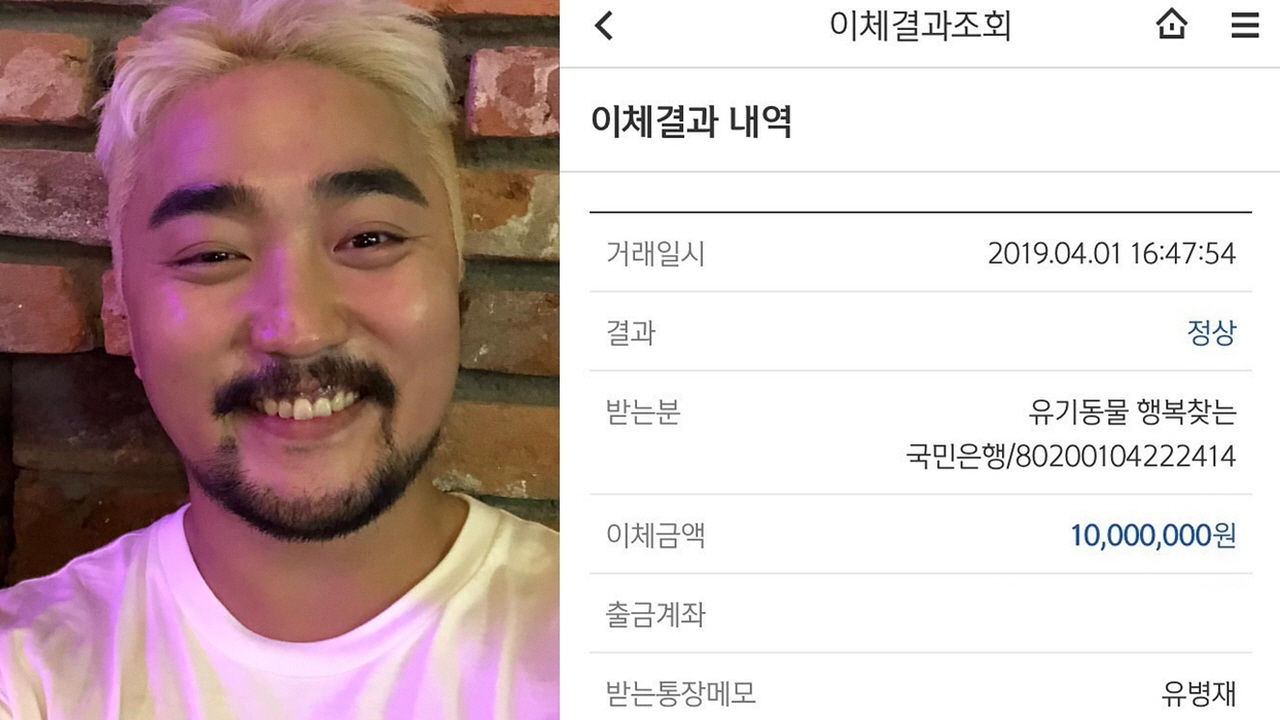 이체결과조회
이체결과 내역
거래일시 2019.04.01 16:47:54
결과 정상
받는분 유기동물 행복찾는
국민은행/80200104222414
이체금액 10,000,000원
출금계좌
받는통장메모 유병재